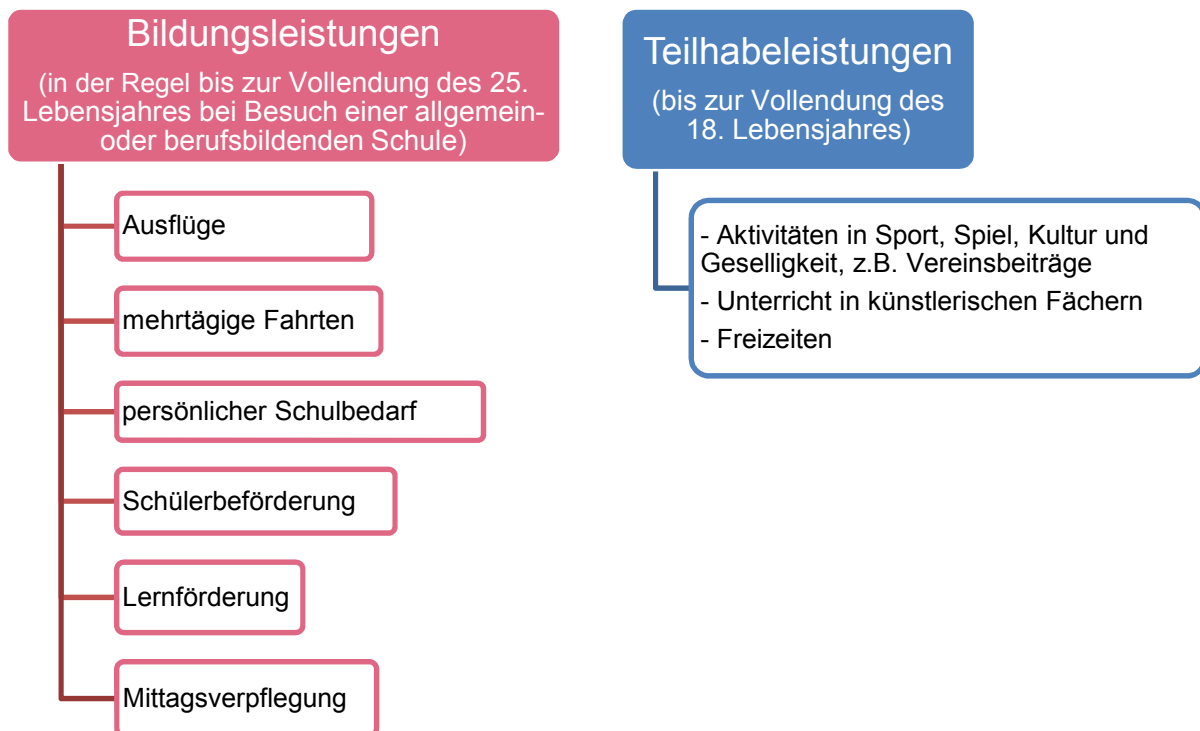 Bildungsleistungen
(in der Regel bis zur Vollendung des 25.
Lebensjahres bei Besuch einer allgemein-
oder berufsbildenden Schule)
Ausflüge
mehrtägige Fahrten
persönlicher Schulbedarf
Schülerbeförderung
Lernförderung
Mittagsverpflegung
Teilhabeleistungen
(bis zur Vollendung des
18. Lebensjahres)
- Aktivitäten in Sport, Spiel, Kultur und
Geselligkeit, z.B. Vereinsbeiträge
- Unterricht in künstlerischen Fächern
- Freizeiten